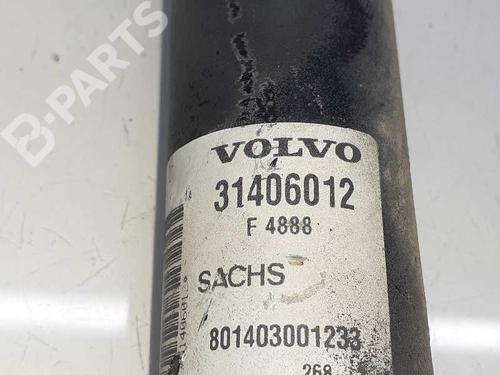 B-PARTS
VOLVO
31406012
F 4888
SACHS
801403001233
268